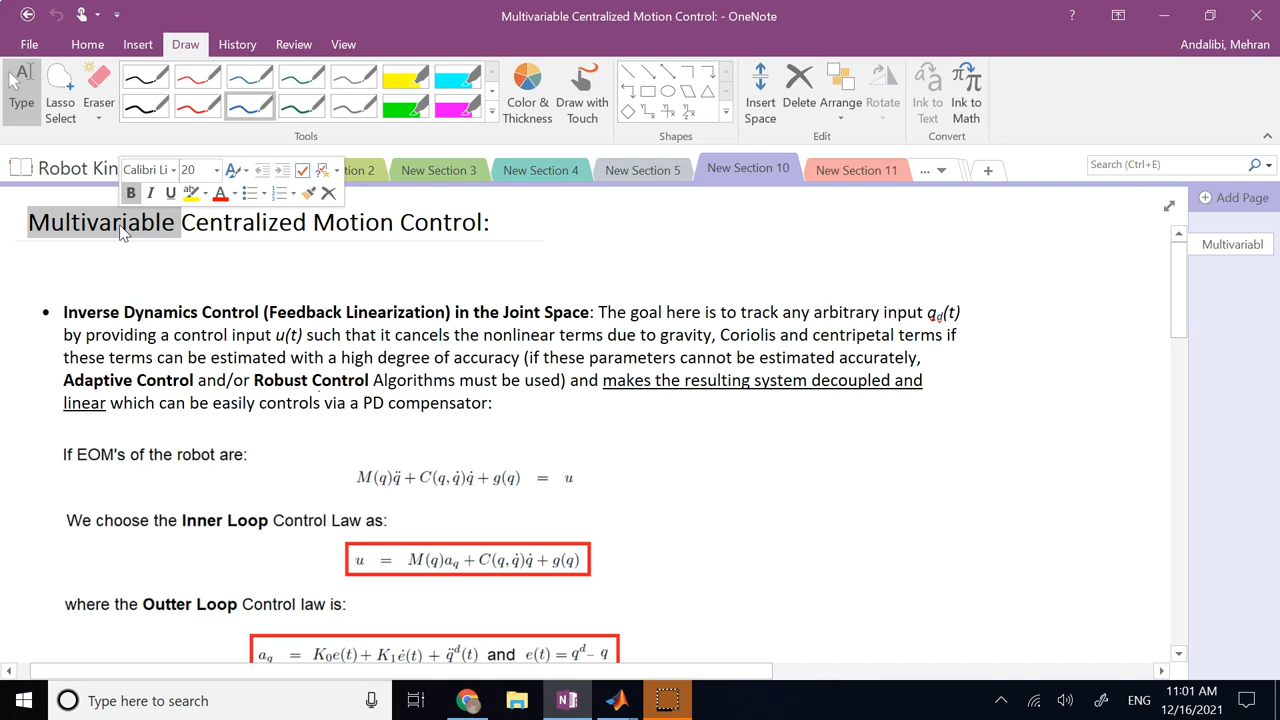 Multivariable Centralized Motion Control: - OneNote
?
File
Home
Insert
Draw
History
Review
View
Andalibi, Mehran
Type
Lasso Select
Eraser
Color & Thickness
Draw with Touch
Insert Space
Delete
Arrange
Rotate
Ink to Text
Ink to Math
Tools
Shapes
Edit
Convert
Robot Kin
tion 2
New Section 3
New Section 4
New Section 5
New Section 10
New Section 11
...
Search (Ctrl+E)
Calibri Li
20
B I U
Add Page
Multivariabl
Multivariable Centralized Motion Control:
• Inverse Dynamics Control (Feedback Linearization) in the Joint Space: The goal here is to track any arbitrary input q_d(t)
by providing a control input u(t) such that it cancels the nonlinear terms due to gravity, Coriolis and centripetal terms if
these terms can be estimated with a high degree of accuracy (if these parameters cannot be estimated accurately,
Adaptive Control and/or Robust Control Algorithms must be used) and makes the resulting system decoupled and
linear which can be easily controls via a PD compensator:
If EOM's of the robot are:
M(q)q̈ + C(q, q̇)q̇ + g(q) = u
We choose the Inner Loop Control Law as:
u = M(q)a_q + C(q, q̇)q̇ + g(q)
where the Outter Loop Control law is:
a_q = K₀e(t) + K₁ė(t) + q̈ᵈ(t) and e(t) = qᵈ − q
Type here to search
ENG
11:01 AM
12/16/2021